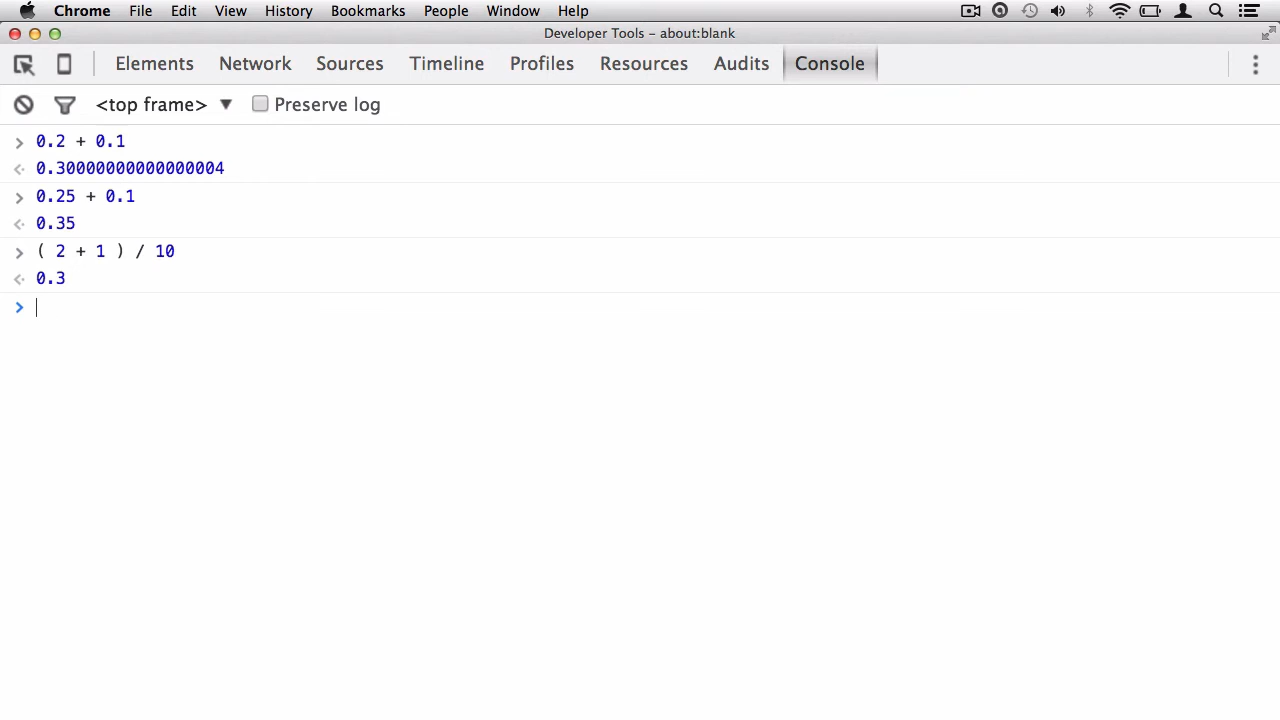 Chrome File Edit View History Bookmarks People Window Help
Developer Tools - about:blank
Elements Network Sources Timeline Profiles Resources Audits Console
<top frame> ▼ Preserve log
> 0.2 + 0.1
<· 0.30000000000000004
> 0.25 + 0.1
<· 0.35
> ( 2 + 1 ) / 10
<· 0.3
>